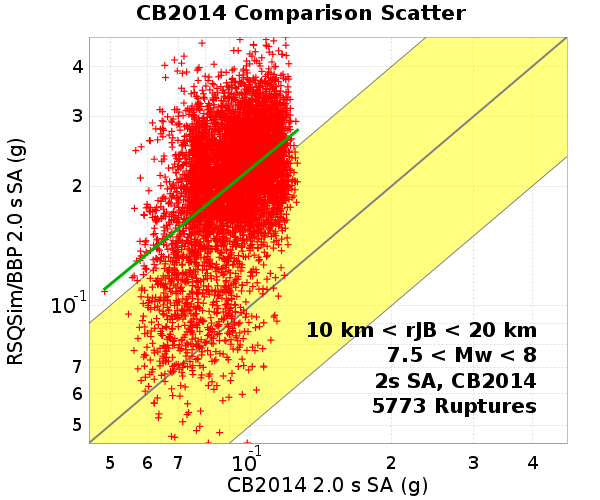 CB2014 Comparison Scatter
RSQSim/BBP 2.0 s SA (g)
4
3
2
10-1
7
6
5
10 km < rJB < 20 km
7.5 < Mw < 8
2s SA, CB2014
5773 Ruptures
5 6 7 10-1 2 3 4
CB2014 2.0 s SA (g)